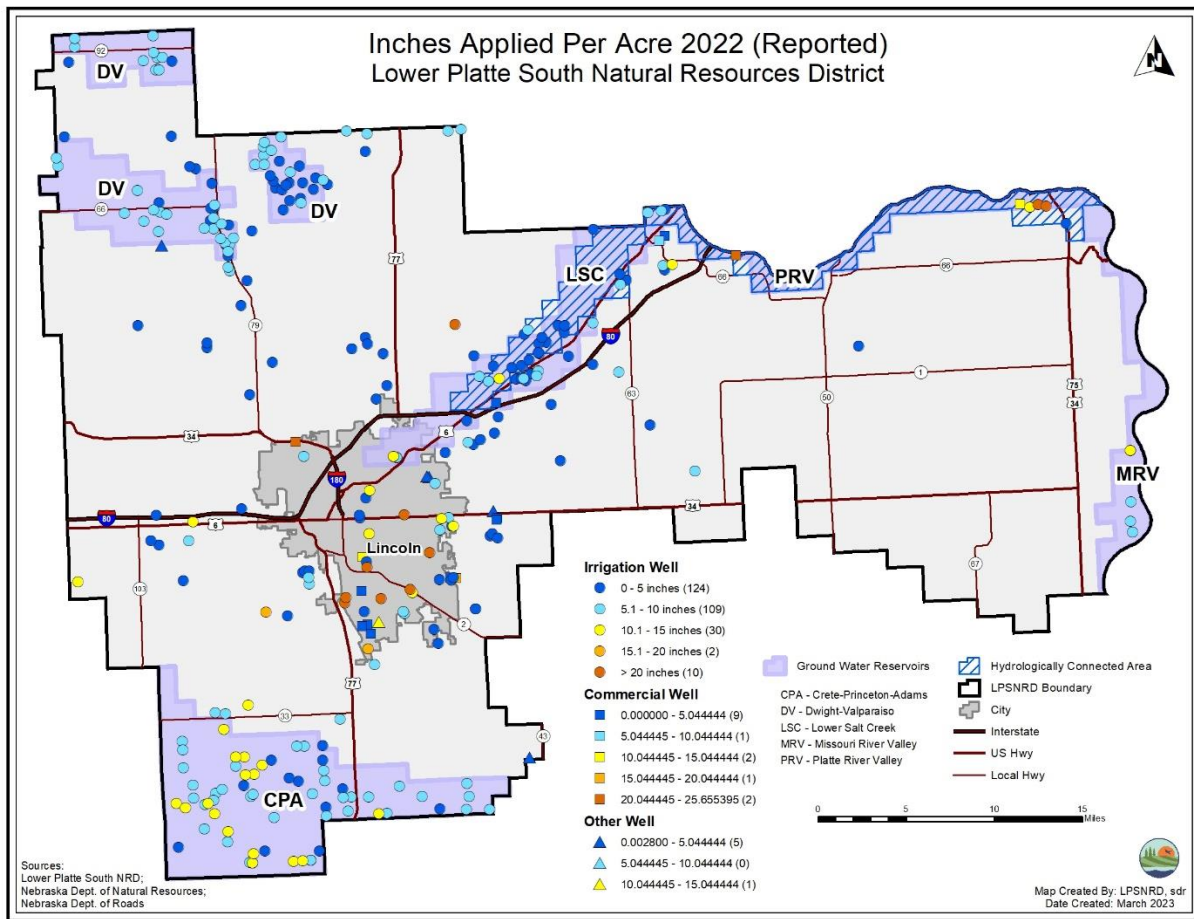 Inches Applied Per Acre 2022 (Reported)
Lower Platte South Natural Resources District
N
92
DV
DV
66
DV
77
79
LSC
PRV
66
66
80
63
50
1
75
34
MRV
34
6
180
80
6
34
Lincoln
103
2
67
77
33
43
CPA
Irrigation Well
0 - 5 inches (124)
5.1 - 10 inches (109)
10.1 - 15 inches (30)
15.1 - 20 inches (2)
> 20 inches (10)
Commercial Well
0.000000 - 5.044444 (9)
5.044445 - 10.044444 (1)
10.044445 - 15.044444 (2)
15.044445 - 20.044444 (1)
20.044445 - 25.655395 (2)
Other Well
0.002800 - 5.044444 (5)
5.044445 - 10.044444 (0)
10.044445 - 15.044444 (1)
Ground Water Reservoirs
CPA - Crete-Princeton-Adams
DV - Dwight-Valparaiso
LSC - Lower Salt Creek
MRV - Missouri River Valley
PRV - Platte River Valley
Hydrologically Connected Area
LPSNRD Boundary
City
Interstate
US Hwy
Local Hwy
0 5 10 15
Miles
Sources:
Lower Platte South NRD;
Nebraska Dept. of Natural Resources;
Nebraska Dept. of Roads
Map Created By: LPSNRD, sdr
Date Created: March 2023